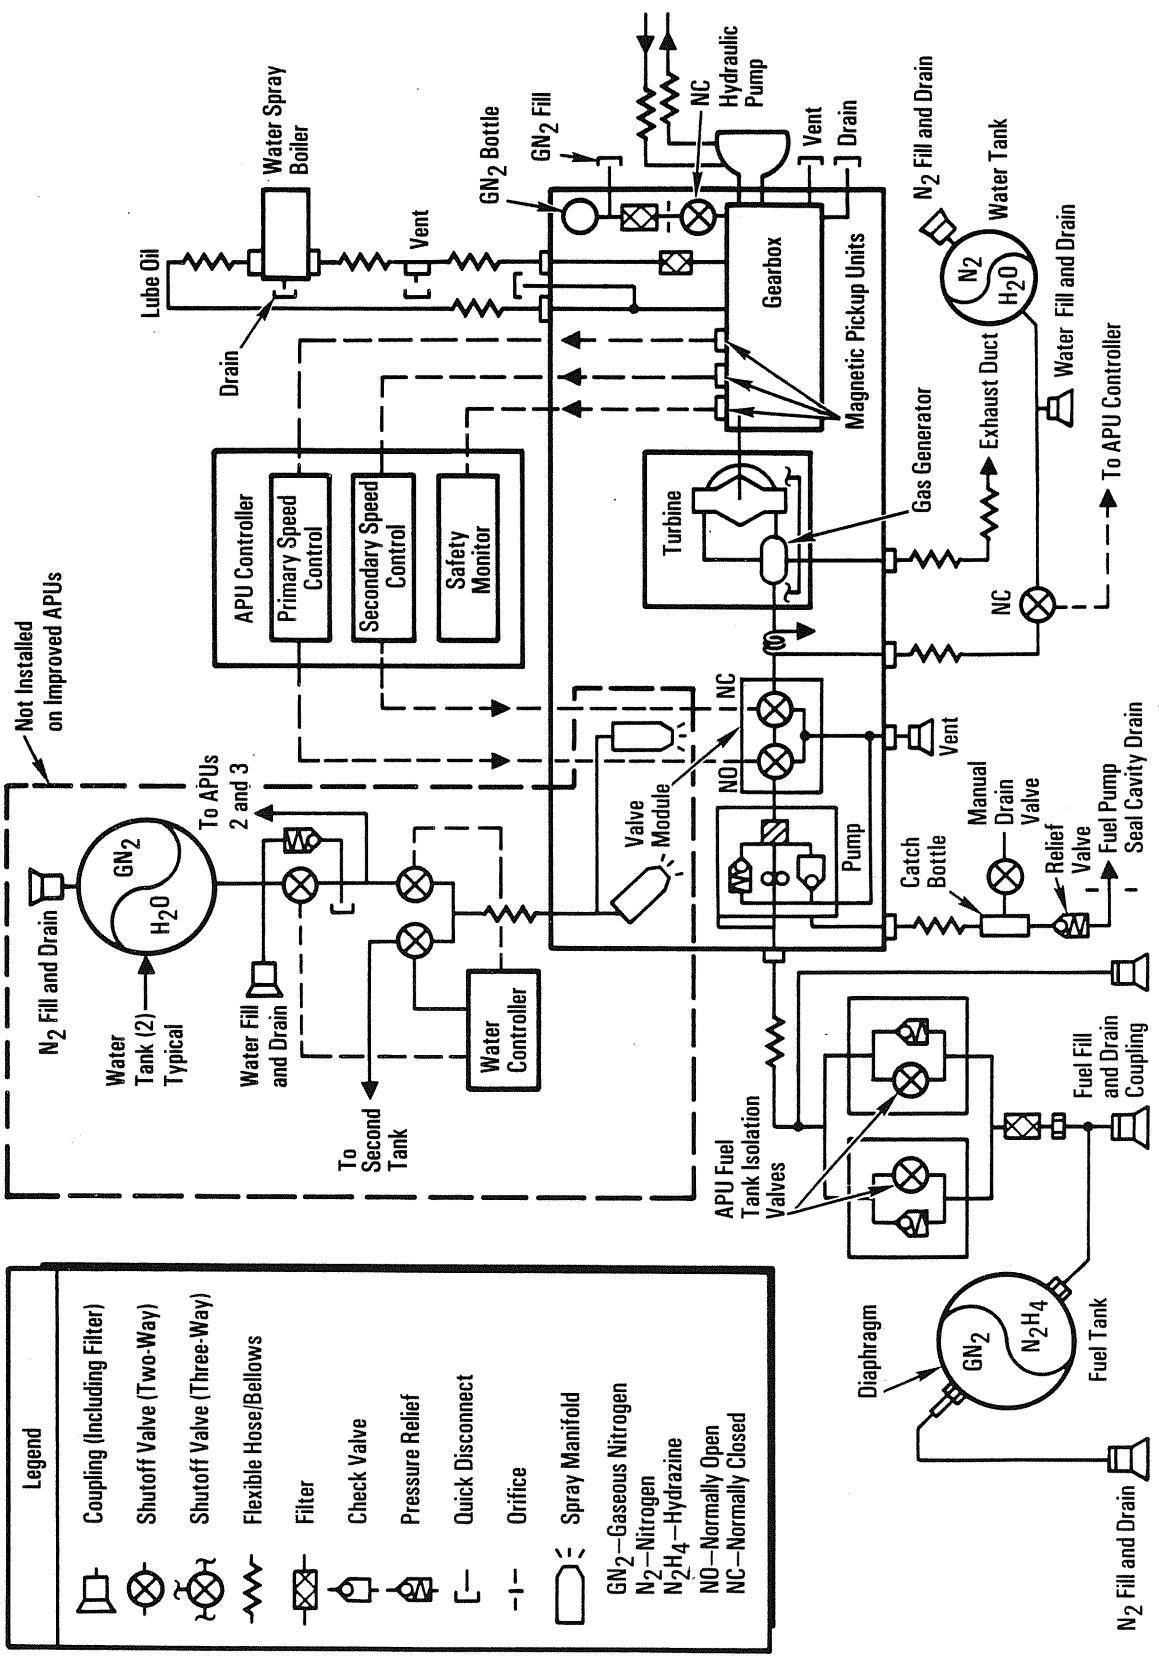 Legend
Coupling (Including Filter)
Shutoff Valve (Two-Way)
Shutoff Valve (Three-Way)
Flexible Hose/Bellows
Filter
Check Valve
Pressure Relief
Quick Disconnect
Orifice
Spray Manifold
GN2—Gaseous Nitrogen
N2—Nitrogen
N2H4—Hydrazine
NO—Normally Open
NC—Normally Closed
Not Installed
on Improved APUs
N2 Fill and Drain
GN2
H2O
Water
Tank (2)
Typical
To APUs
2 and 3
Water Fill
and Drain
To
Second
Tank
Water
Controller
APU Controller
Primary Speed
Control
Secondary Speed
Control
Safety
Monitor
Lube Oil
Drain
Water Spray
Boiler
Vent
GN2 Bottle
GN2 Fill
NC
Hydraulic
Pump
Vent
Drain
Gearbox
Magnetic Pickup Units
Turbine
Gas Generator
Exhaust Duct
N2 Fill and Drain
Water Tank
N2
H2O
Water Fill and Drain
To APU Controller
NC
Valve
Module
NO
NC
Vent
Pump
Catch
Bottle
Manual
Drain
Valve
Relief
Valve
Fuel Pump
Seal Cavity Drain
APU Fuel
Tank Isolation
Valves
Fuel Fill
and Drain
Coupling
Diaphragm
GN2
N2H4
Fuel Tank
N2 Fill and Drain